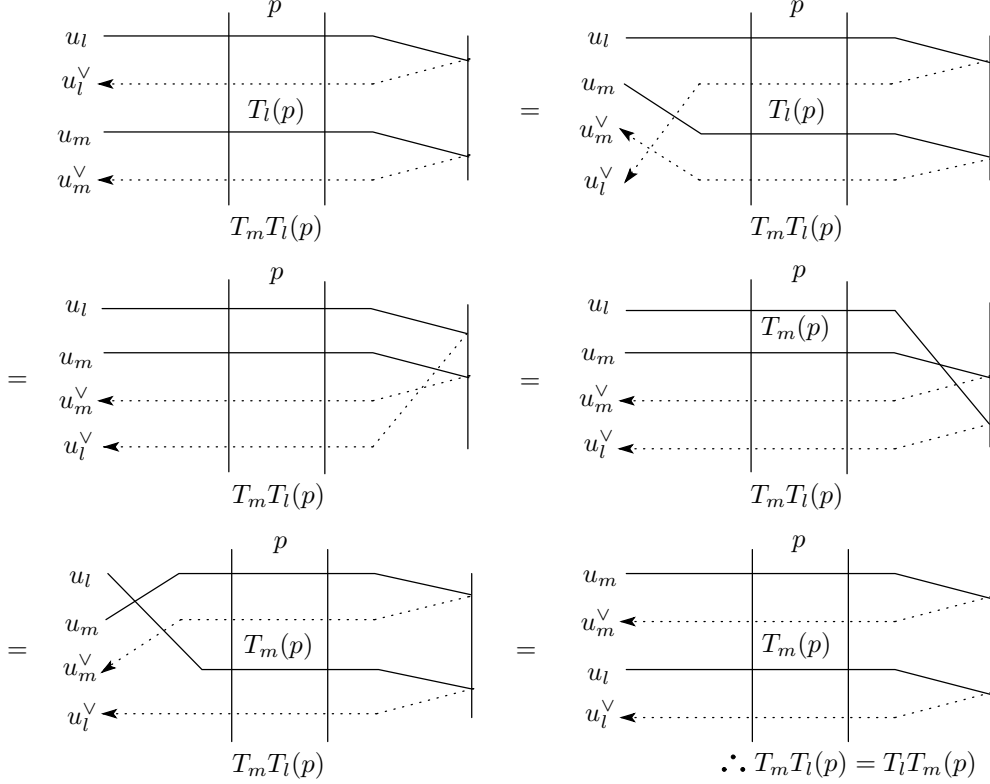 p
u_l
u_l^∨
T_l(p)
u_m
u_m^∨
T_mT_l(p)
=
p
u_l
u_m
T_l(p)
u_m^∨
u_l^∨
T_mT_l(p)
=
p
u_l
u_m
u_m^∨
u_l^∨
T_mT_l(p)
=
p
u_l
T_m(p)
u_m
u_m^∨
u_l^∨
T_mT_l(p)
=
p
u_l
u_m
T_m(p)
u_m^∨
u_l^∨
T_mT_l(p)
=
p
u_m
u_m^∨
T_m(p)
u_l
u_l^∨
∴ T_mT_l(p) = T_lT_m(p)